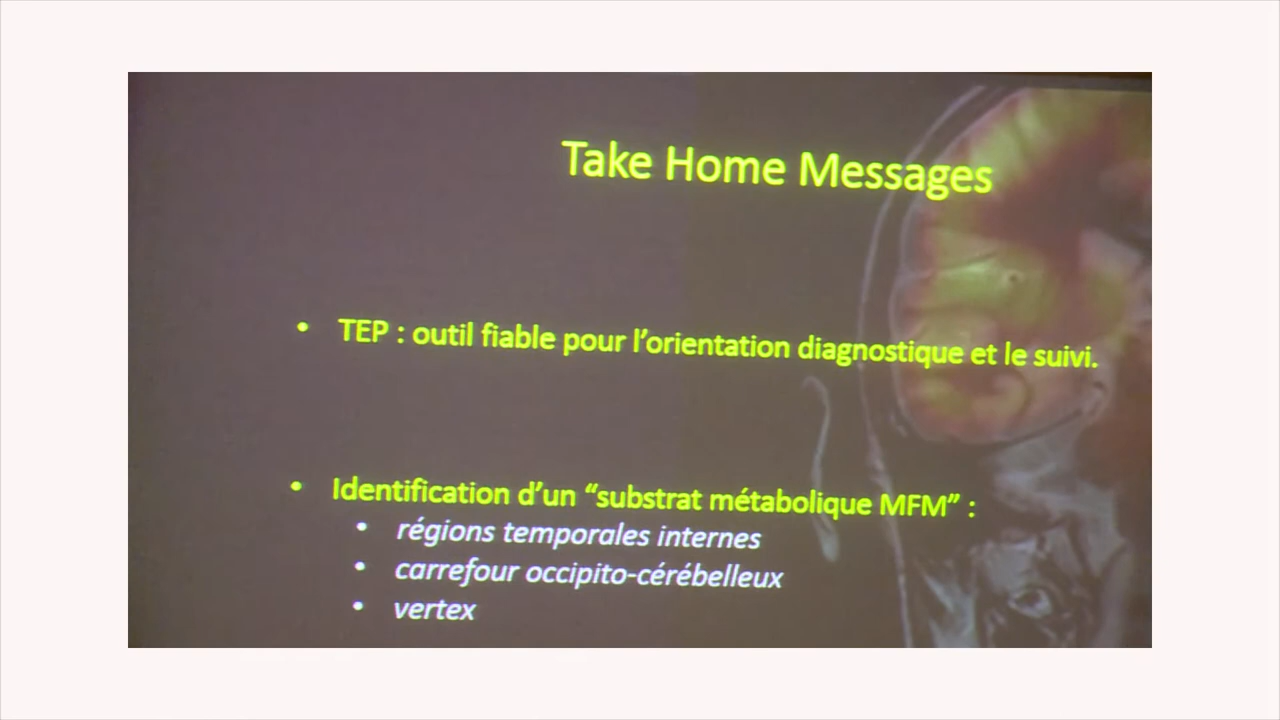 Take Home Messages
• TEP : outil fiable pour l’orientation diagnostique et le suivi.
• Identification d’un “substrat métabolique MFM” :
• régions temporales internes
• carrefour occipito-cérébelleux
• vertex